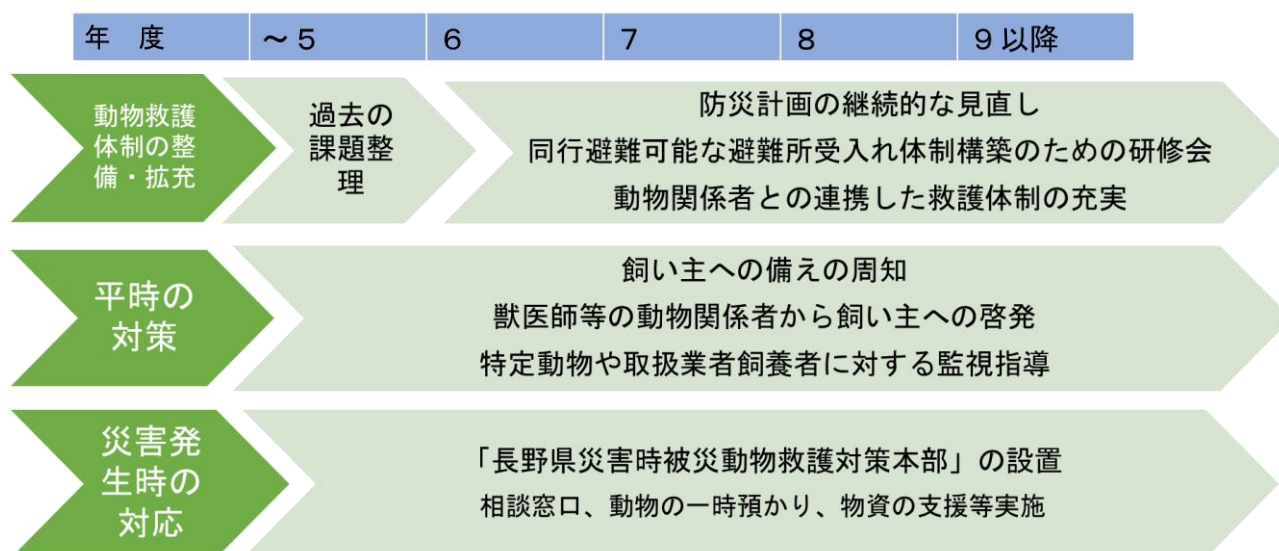 年　度　～５　６　７　８　９以降
動物救護
体制の整
備・拡充
過去の
課題整
理
防災計画の継続的な見直し
同行避難可能な避難所受入れ体制構築のための研修会
動物関係者との連携した救護体制の充実
平時の
対策
飼い主への備えの周知
獣医師等の動物関係者から飼い主への啓発
特定動物や取扱業者飼養者に対する監視指導
災害発
生時の
対応
「長野県災害時被災動物救護対策本部」の設置
相談窓口、動物の一時預かり、物資の支援等実施